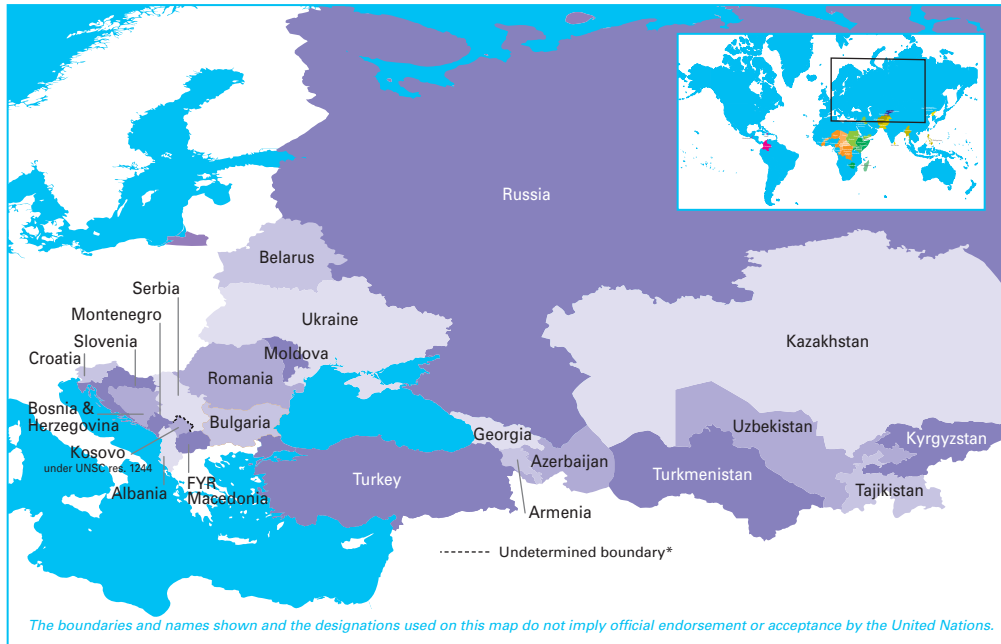 Russia
Belarus
Serbia
Montenegro
Ukraine
Slovenia
Kazakhstan
Croatia
Moldova
Romania
Bosnia &
Herzegovina
Bulgaria
Uzbekistan
Georgia
Kyrgyzstan
Kosovo
under UNSC res. 1244
Azerbaijan
Turkey
Turkmenistan
FYR
Macedonia
Albania
Tajikistan
Armenia
Undetermined boundary*
The boundaries and names shown and the designations used on this map do not imply official endorsement or acceptance by the United Nations.